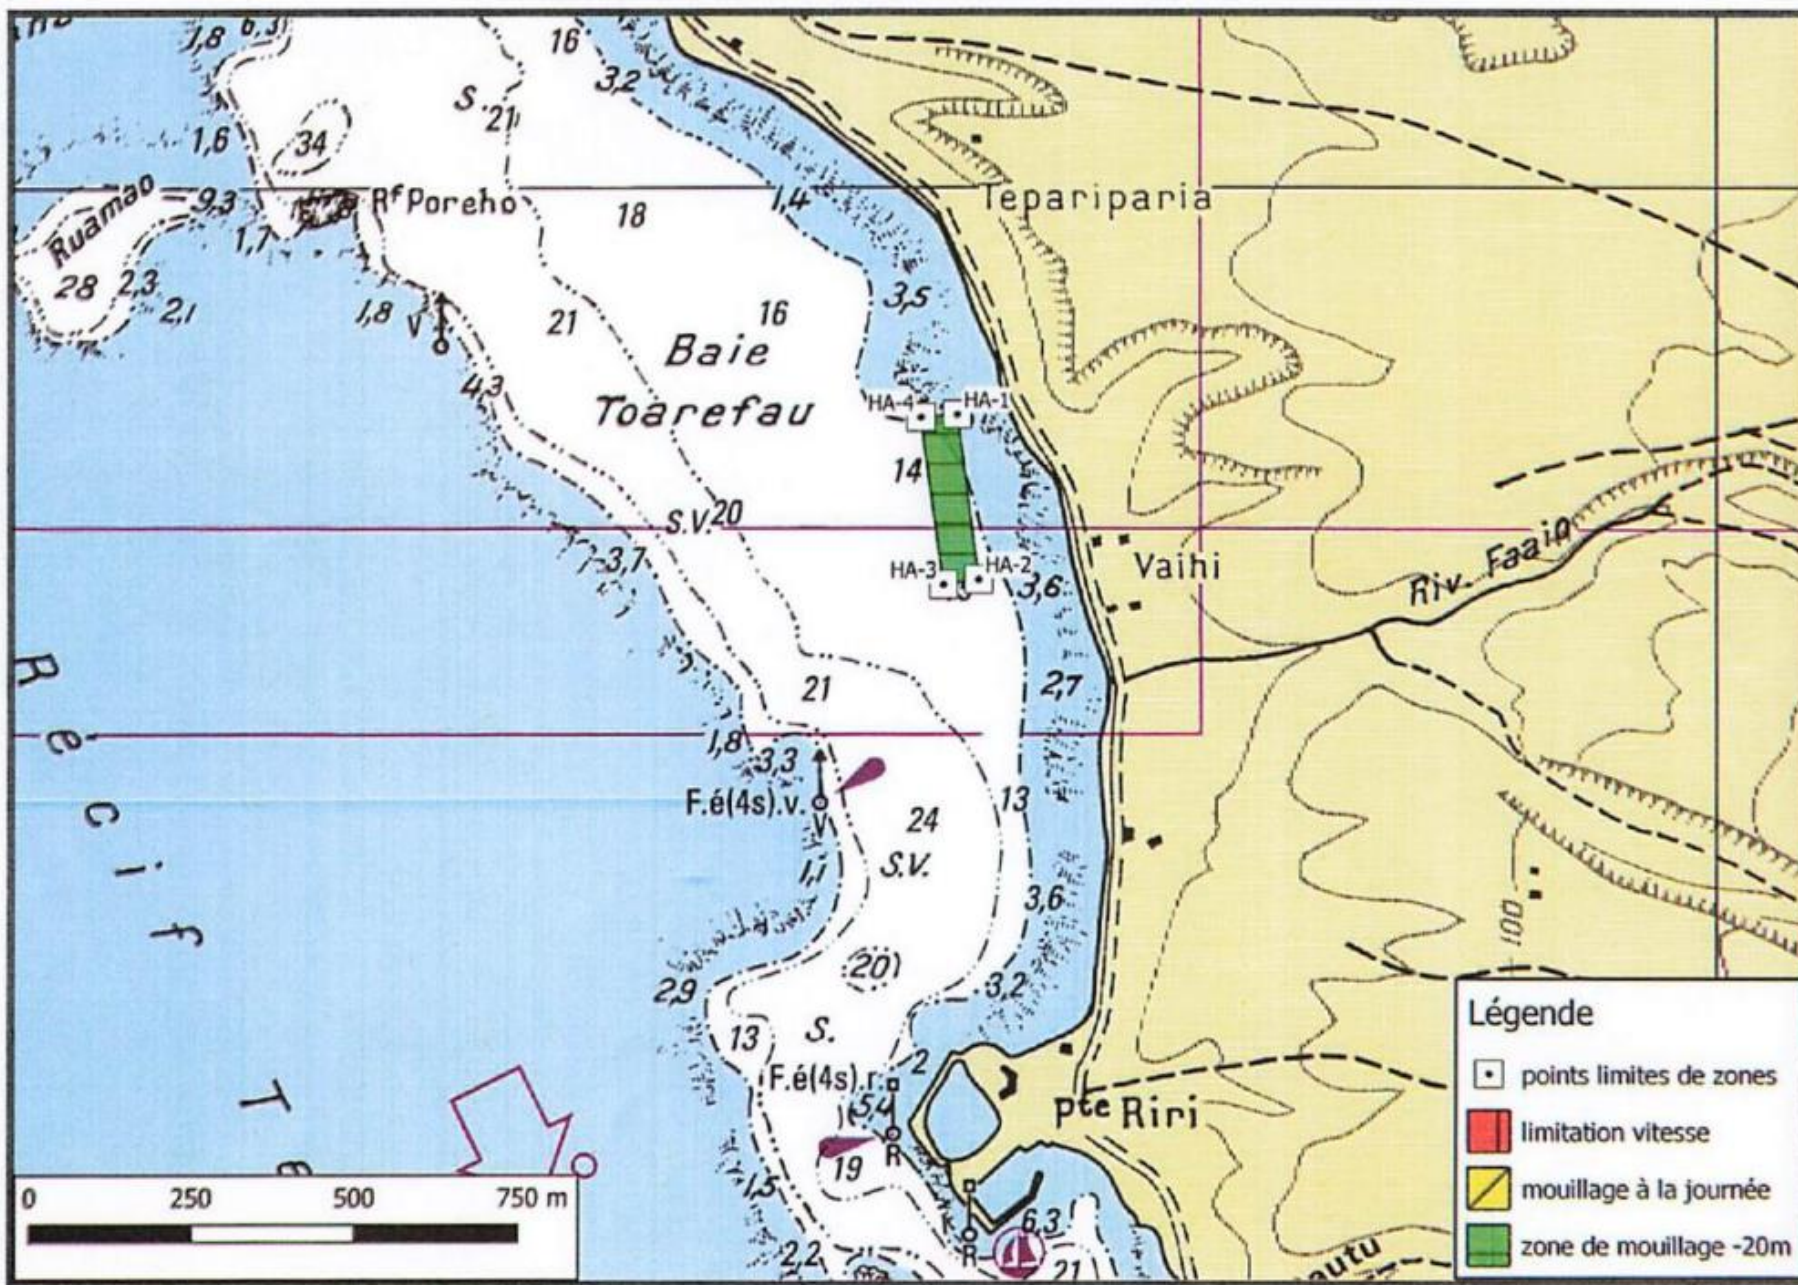 1,8
6,3
16
3,2
S.
21
1,6
34
Tepariparia
1,4
Ruamao
9,3
Rf Poreho
18
1,7
28
2,3
2,1
1,8
V
21
16
3,5
Baie
Toarefau
4,3
HA-4
HA-1
14
S.V.
20
3,7
HA-3
HA-2
3,6
Vaihi
Riv. Faaio
Récif
21
2,7
1,8
3,3
F.é(4s).v.
V
24
13
S.V.
1,1
3,6
100
20
2,9
3,2
13
S.
2
F.é(4s).r.
5,4
R
Pte Riri
19
1,5
6,3
R
2,2
21
0 250 500 750 m
Légende
points limites de zones
limitation vitesse
mouillage à la journée
zone de mouillage -20m